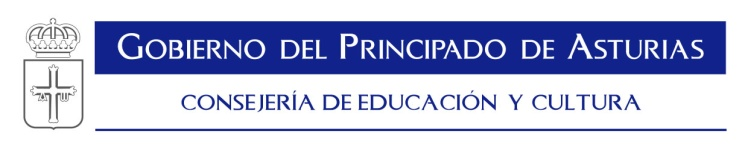 GOBIERNO DEL PRINCIPADO DE ASTURIAS
CONSEJERÍA DE EDUCACIÓN Y CULTURA